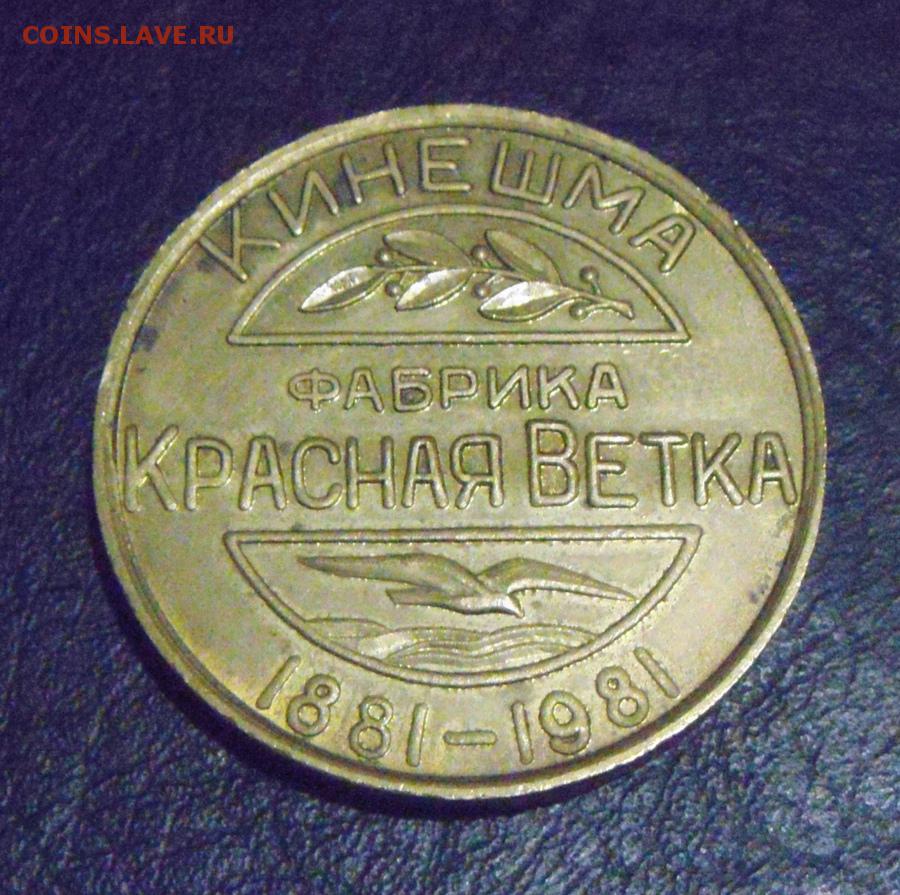 COINS.LAVE.RU
КИНЕШМА
ФАБРИКА
КРАСНАЯ ВЕТКА
1881-1981